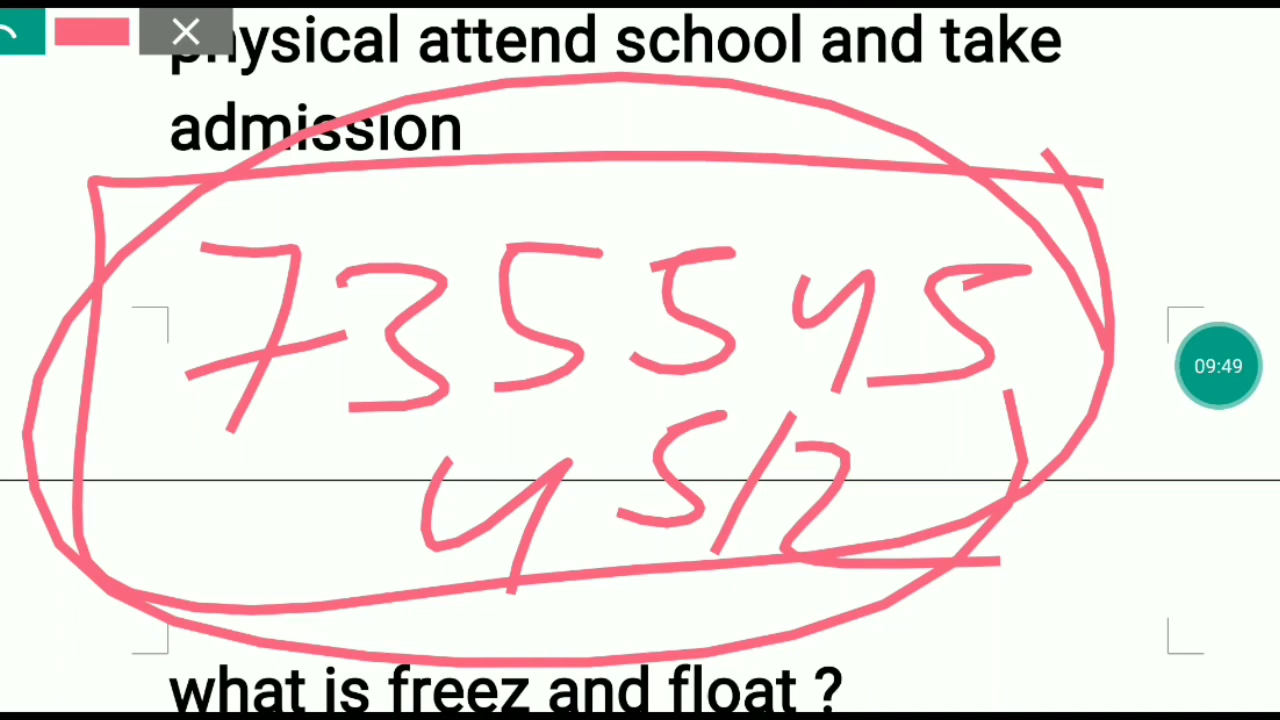 physical attend school and take
admission
735545
4512
09:49
what is freez and float ?